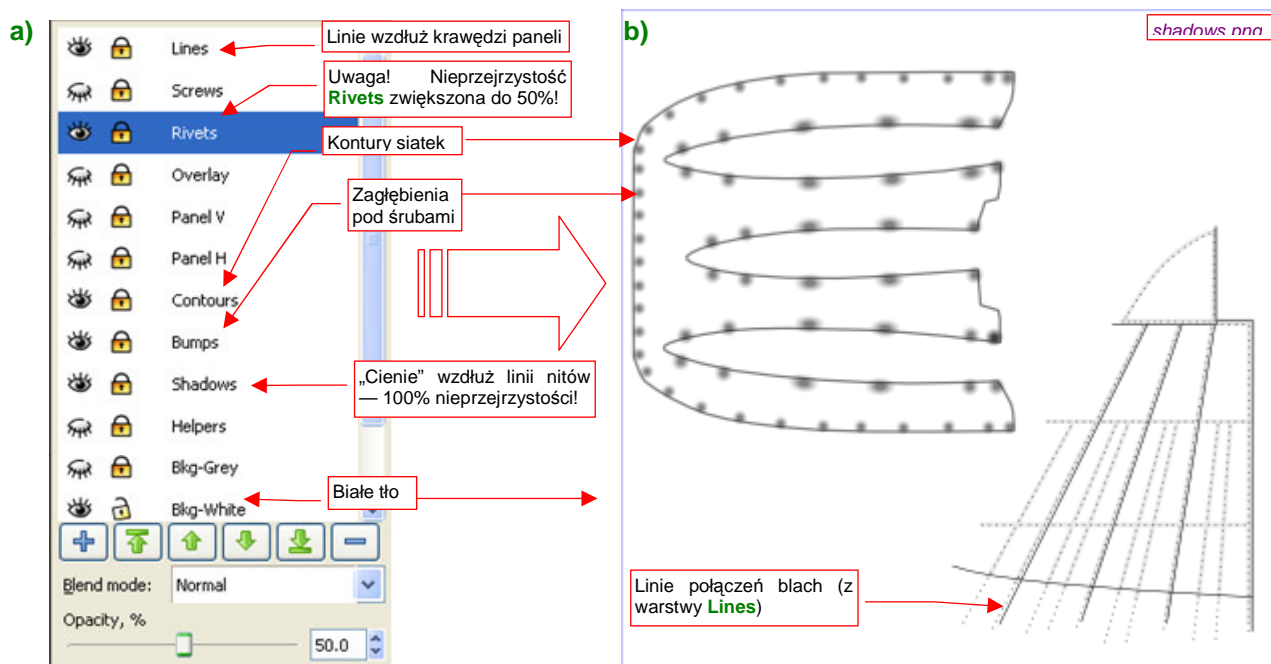 a)
Lines
Screws
Rivets
Overlay
Panel V
Panel H
Contours
Bumps
Shadows
Helpers
Bkg-Grey
Bkg-White
Blend mode: Normal
Opacity, %
50.0
Linie wzdłuż krawędzi paneli
Uwaga! Nieprzejrzystość
Rivets zwiększona do 50%!
Kontury siatek
Zagłębienia
pod śrubami
„Cienie” wzdłuż linii nitów
— 100% nieprzejrzystości!
Białe tło
b)
shadows.png
Linie połączeń blach (z
warstwy Lines)